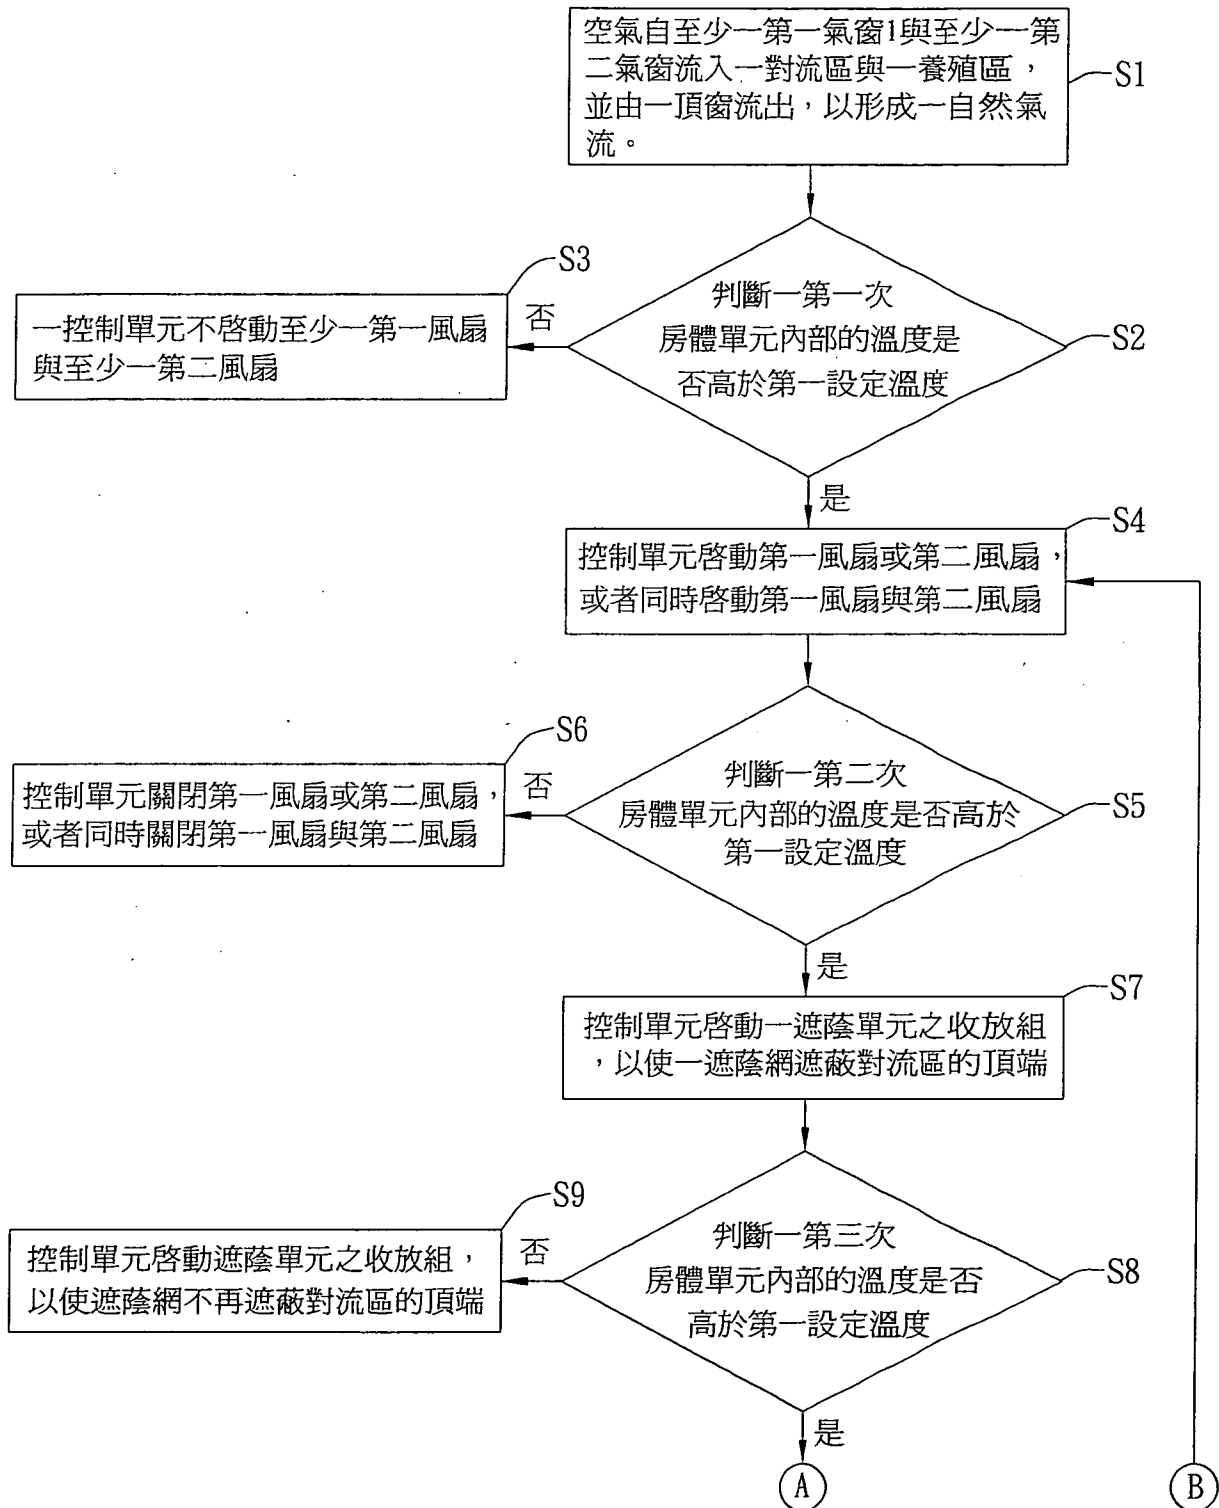 空氣自至少一第一氣窗1與至少一第
二氣窗流入一對流區與一養殖區，
並由一頂窗流出，以形成一自然氣
流。
S1
S3
一控制單元不啓動至少一第一風扇
與至少一第二風扇
否
判斷一第一次
房體單元內部的溫度是
否高於第一設定溫度
S2
是
S4
控制單元啓動第一風扇或第二風扇，
或者同時啓動第一風扇與第二風扇
S6
控制單元關閉第一風扇或第二風扇，
或者同時關閉第一風扇與第二風扇
否
判斷一第二次
房體單元內部的溫度是否高於
第一設定溫度
S5
是
S7
控制單元啓動一遮蔭單元之收放組
，以使一遮蔭網遮蔽對流區的頂端
S9
控制單元啓動遮蔭單元之收放組，
以使遮蔭網不再遮蔽對流區的頂端
否
判斷一第三次
房體單元內部的溫度是否
高於第一設定溫度
S8
是
A
B